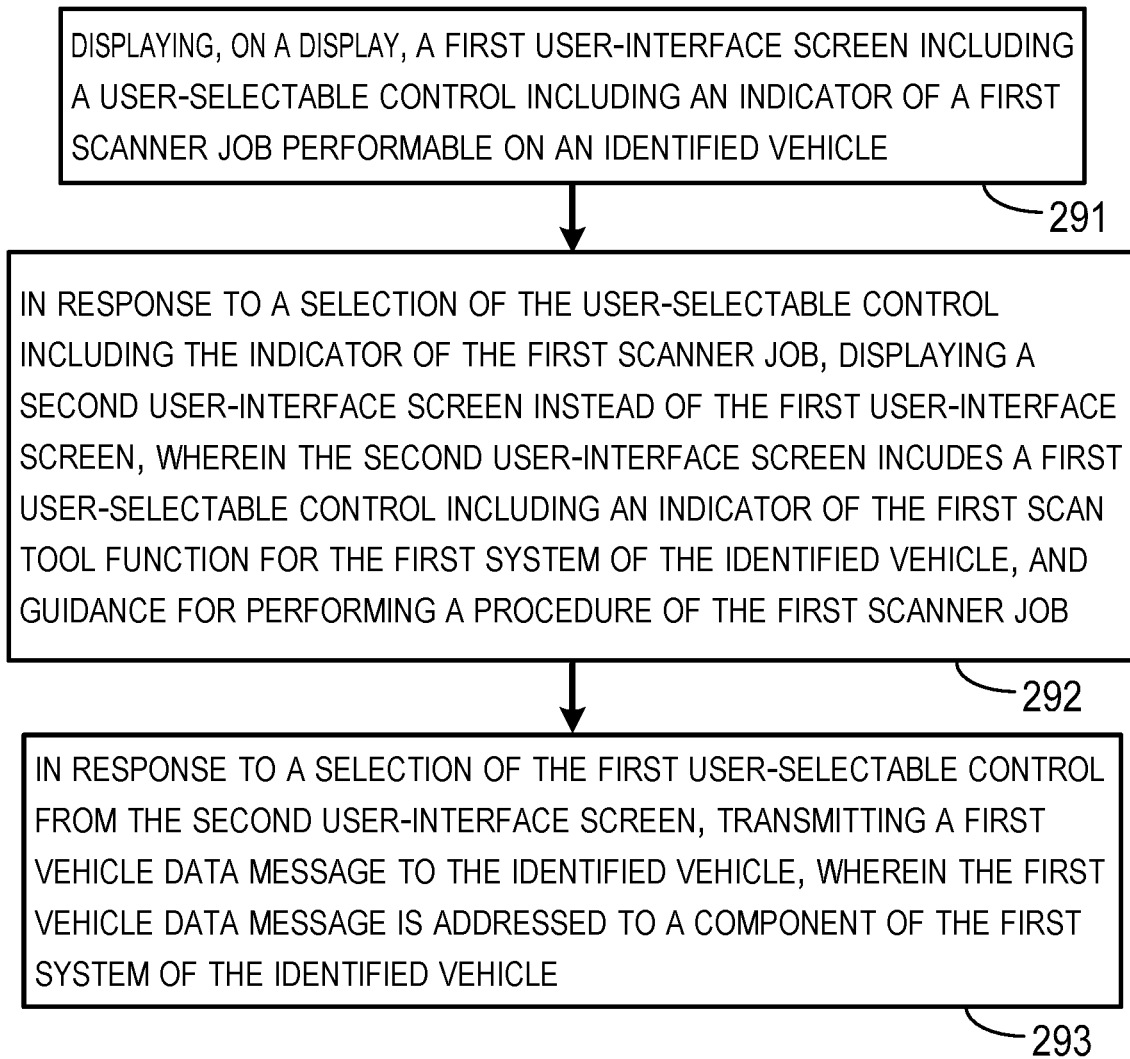 DISPLAYING, ON A DISPLAY, A FIRST USER-INTERFACE SCREEN INCLUDING
A USER-SELECTABLE CONTROL INCLUDING AN INDICATOR OF A FIRST
SCANNER JOB PERFORMABLE ON AN IDENTIFIED VEHICLE
291
IN RESPONSE TO A SELECTION OF THE USER-SELECTABLE CONTROL
INCLUDING THE INDICATOR OF THE FIRST SCANNER JOB, DISPLAYING A
SECOND USER-INTERFACE SCREEN INSTEAD OF THE FIRST USER-INTERFACE
SCREEN, WHEREIN THE SECOND USER-INTERFACE SCREEN INCUDES A FIRST
USER-SELECTABLE CONTROL INCLUDING AN INDICATOR OF THE FIRST SCAN
TOOL FUNCTION FOR THE FIRST SYSTEM OF THE IDENTIFIED VEHICLE, AND
GUIDANCE FOR PERFORMING A PROCEDURE OF THE FIRST SCANNER JOB
292
IN RESPONSE TO A SELECTION OF THE FIRST USER-SELECTABLE CONTROL
FROM THE SECOND USER-INTERFACE SCREEN, TRANSMITTING A FIRST
VEHICLE DATA MESSAGE TO THE IDENTIFIED VEHICLE, WHEREIN THE FIRST
VEHICLE DATA MESSAGE IS ADDRESSED TO A COMPONENT OF THE FIRST
SYSTEM OF THE IDENTIFIED VEHICLE
293